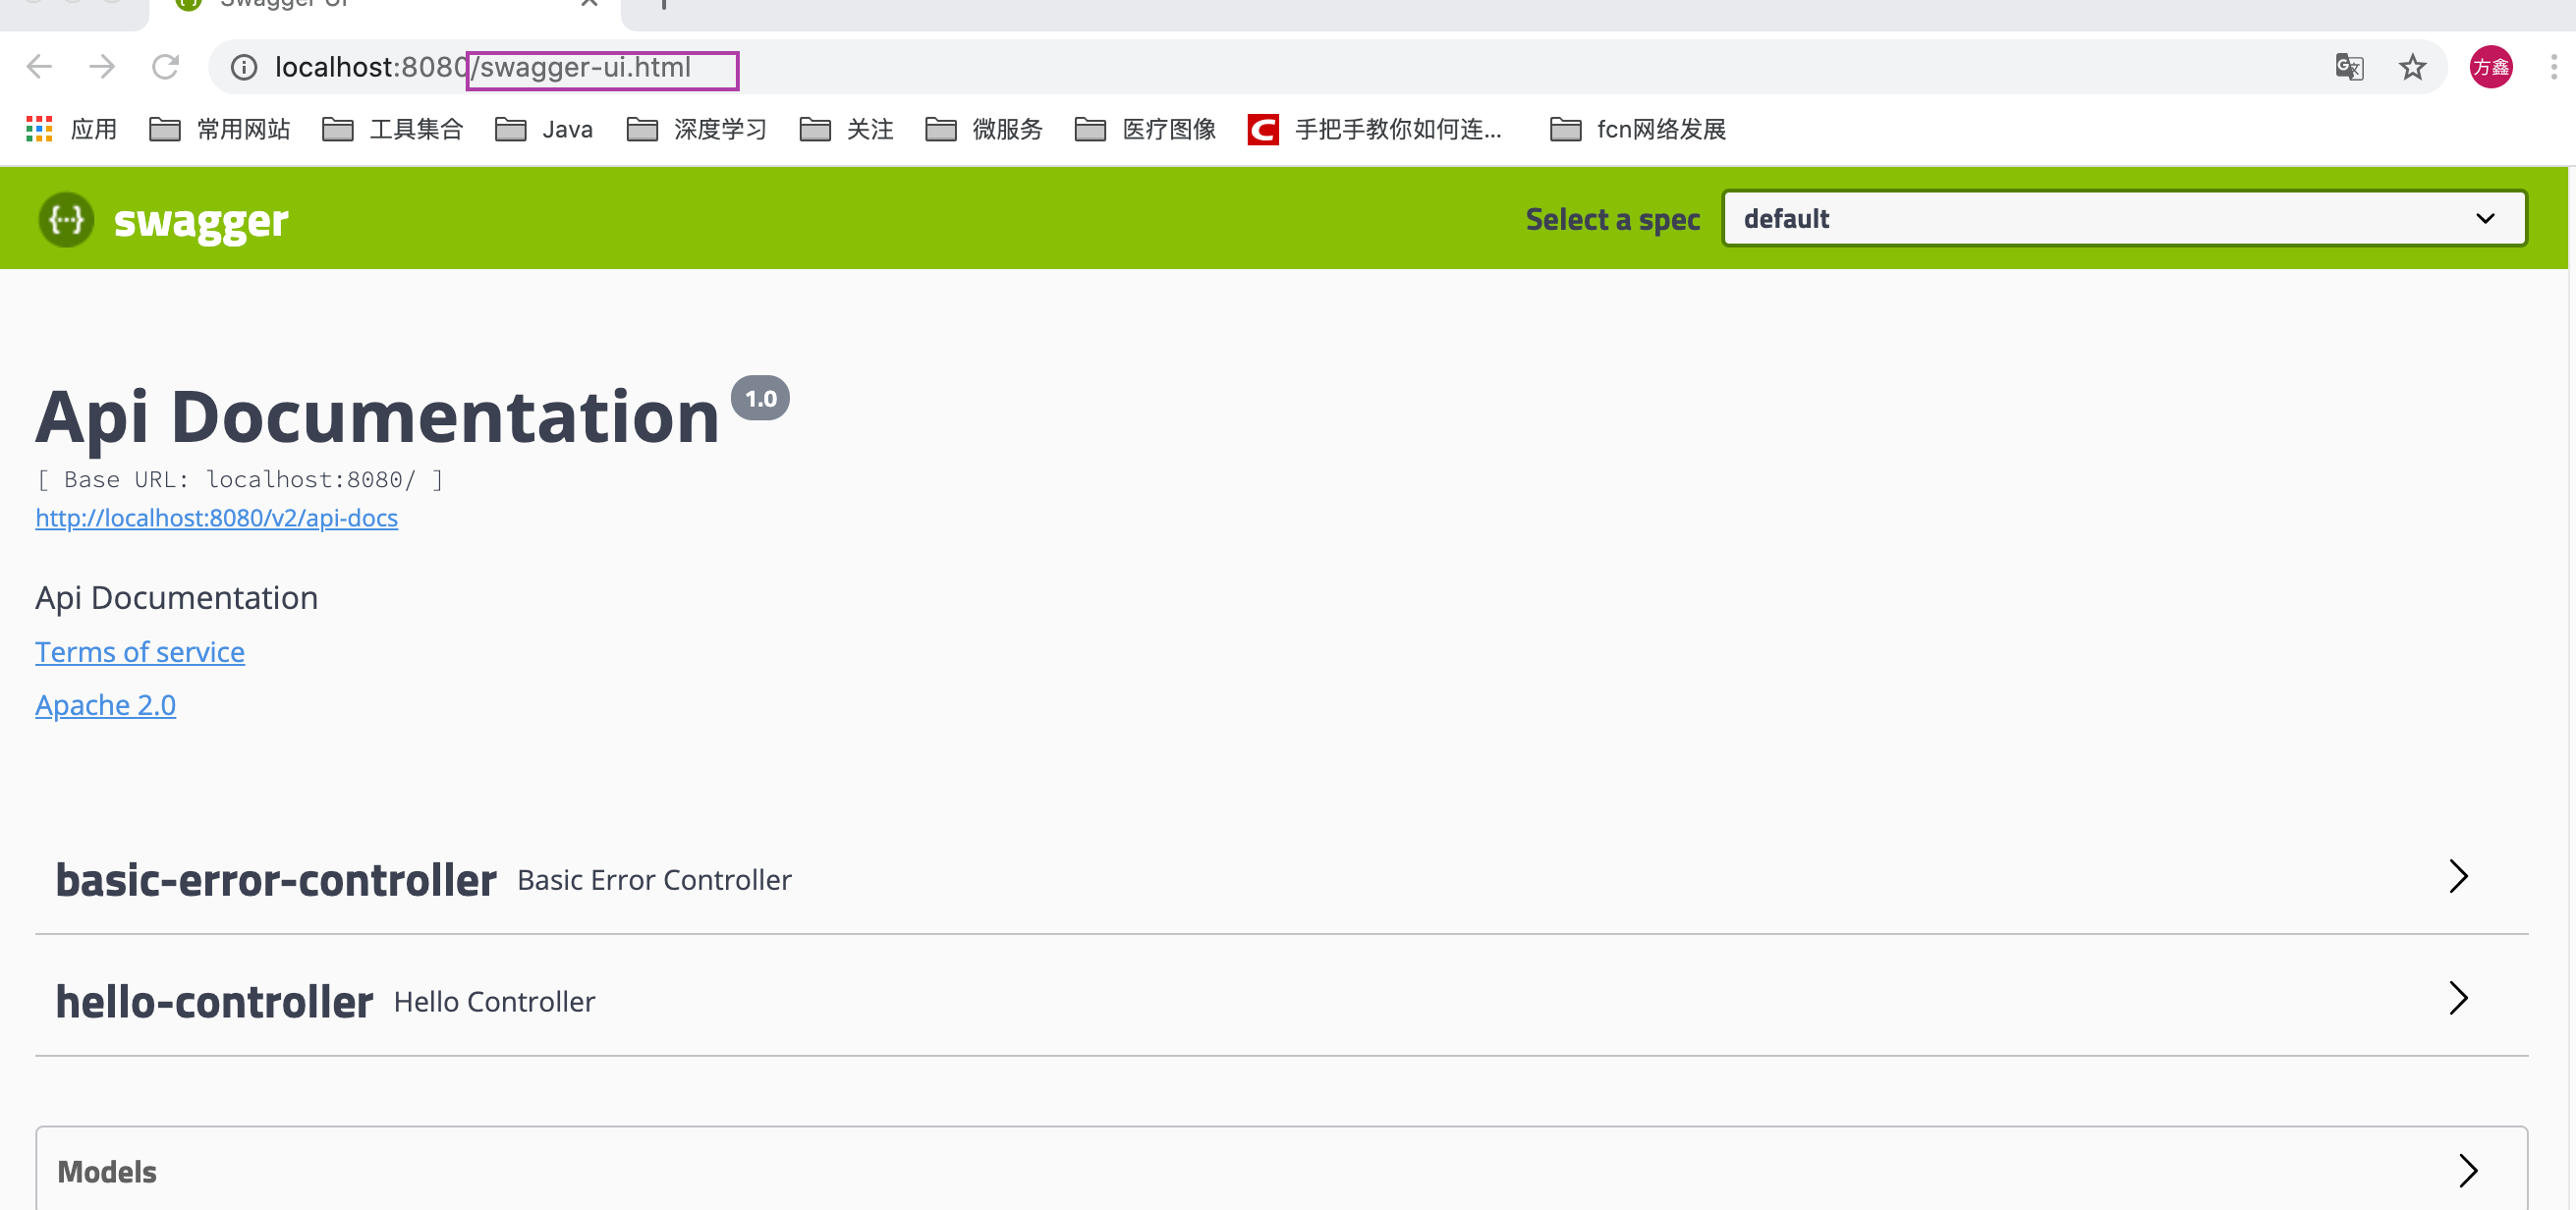 Swagger UI
localhost:8080/swagger-ui.html
方鑫
应用 常用网站 工具集合 Java 深度学习 关注 微服务 医疗图像 C 手把手教你如何连... fcn网络发展
{···} swagger Select a spec default
Api Documentation 1.0
[ Base URL: localhost:8080/ ]
http://localhost:8080/v2/api-docs
Api Documentation
Terms of service
Apache 2.0
basic-error-controller Basic Error Controller
hello-controller Hello Controller
Models